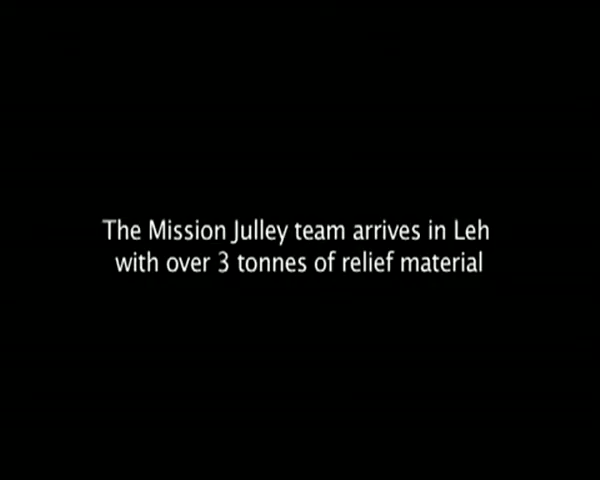 The Mission Julley team arrives in Leh
with over 3 tonnes of relief material